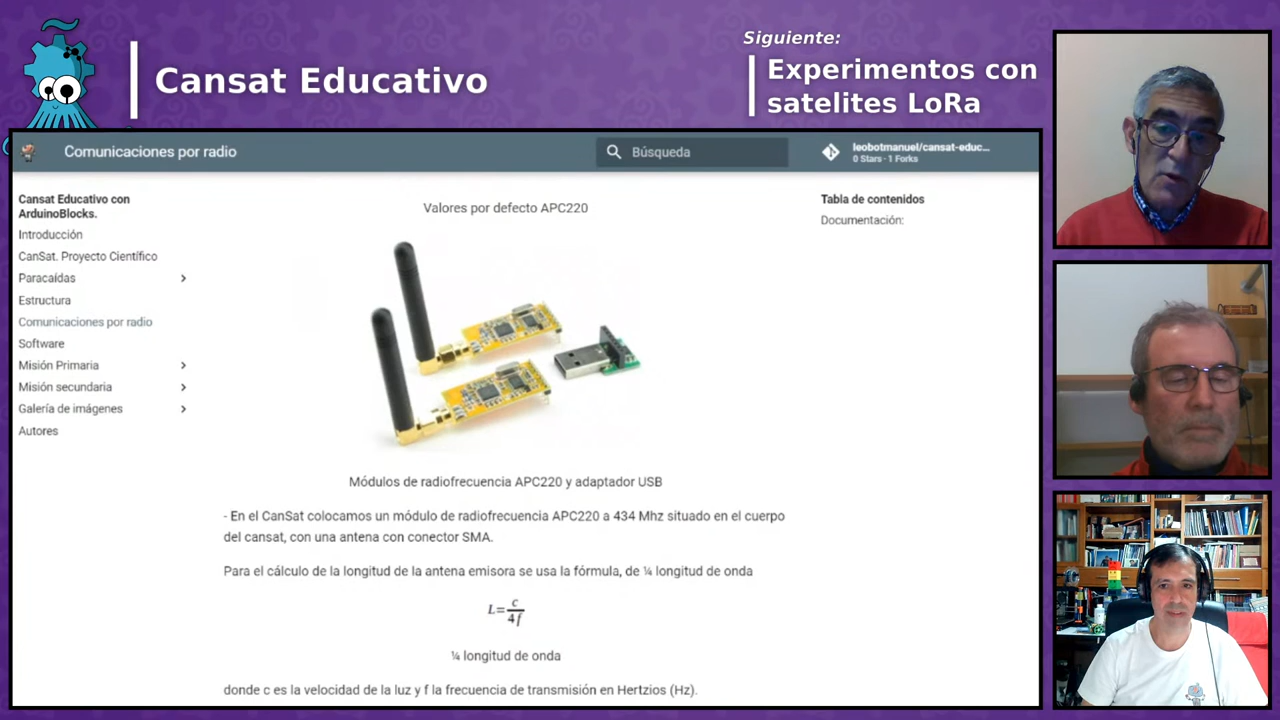 Cansat Educativo
Siguiente:
Experimentos con
satelites LoRa
Comunicaciones por radio
Búsqueda
leobotmanuel/cansat-educ...
0 Stars · 1 Forks
Cansat Educativo con
ArduinoBlocks.
Introducción
CanSat. Proyecto Científico
Paracaídas
Estructura
Comunicaciones por radio
Software
Misión Primaria
Misión secundaria
Galería de imágenes
Autores
Valores por defecto APC220
Módulos de radiofrecuencia APC220 y adaptador USB
- En el CanSat colocamos un módulo de radiofrecuencia APC220 a 434 Mhz situado en el cuerpo
del cansat, con una antena con conector SMA.
Para el cálculo de la longitud de la antena emisora se usa la fórmula, de ¼ longitud de onda
L=c/4f
¼ longitud de onda
donde c es la velocidad de la luz y f la frecuencia de transmisión en Hertzios (Hz).
Tabla de contenidos
Documentación: